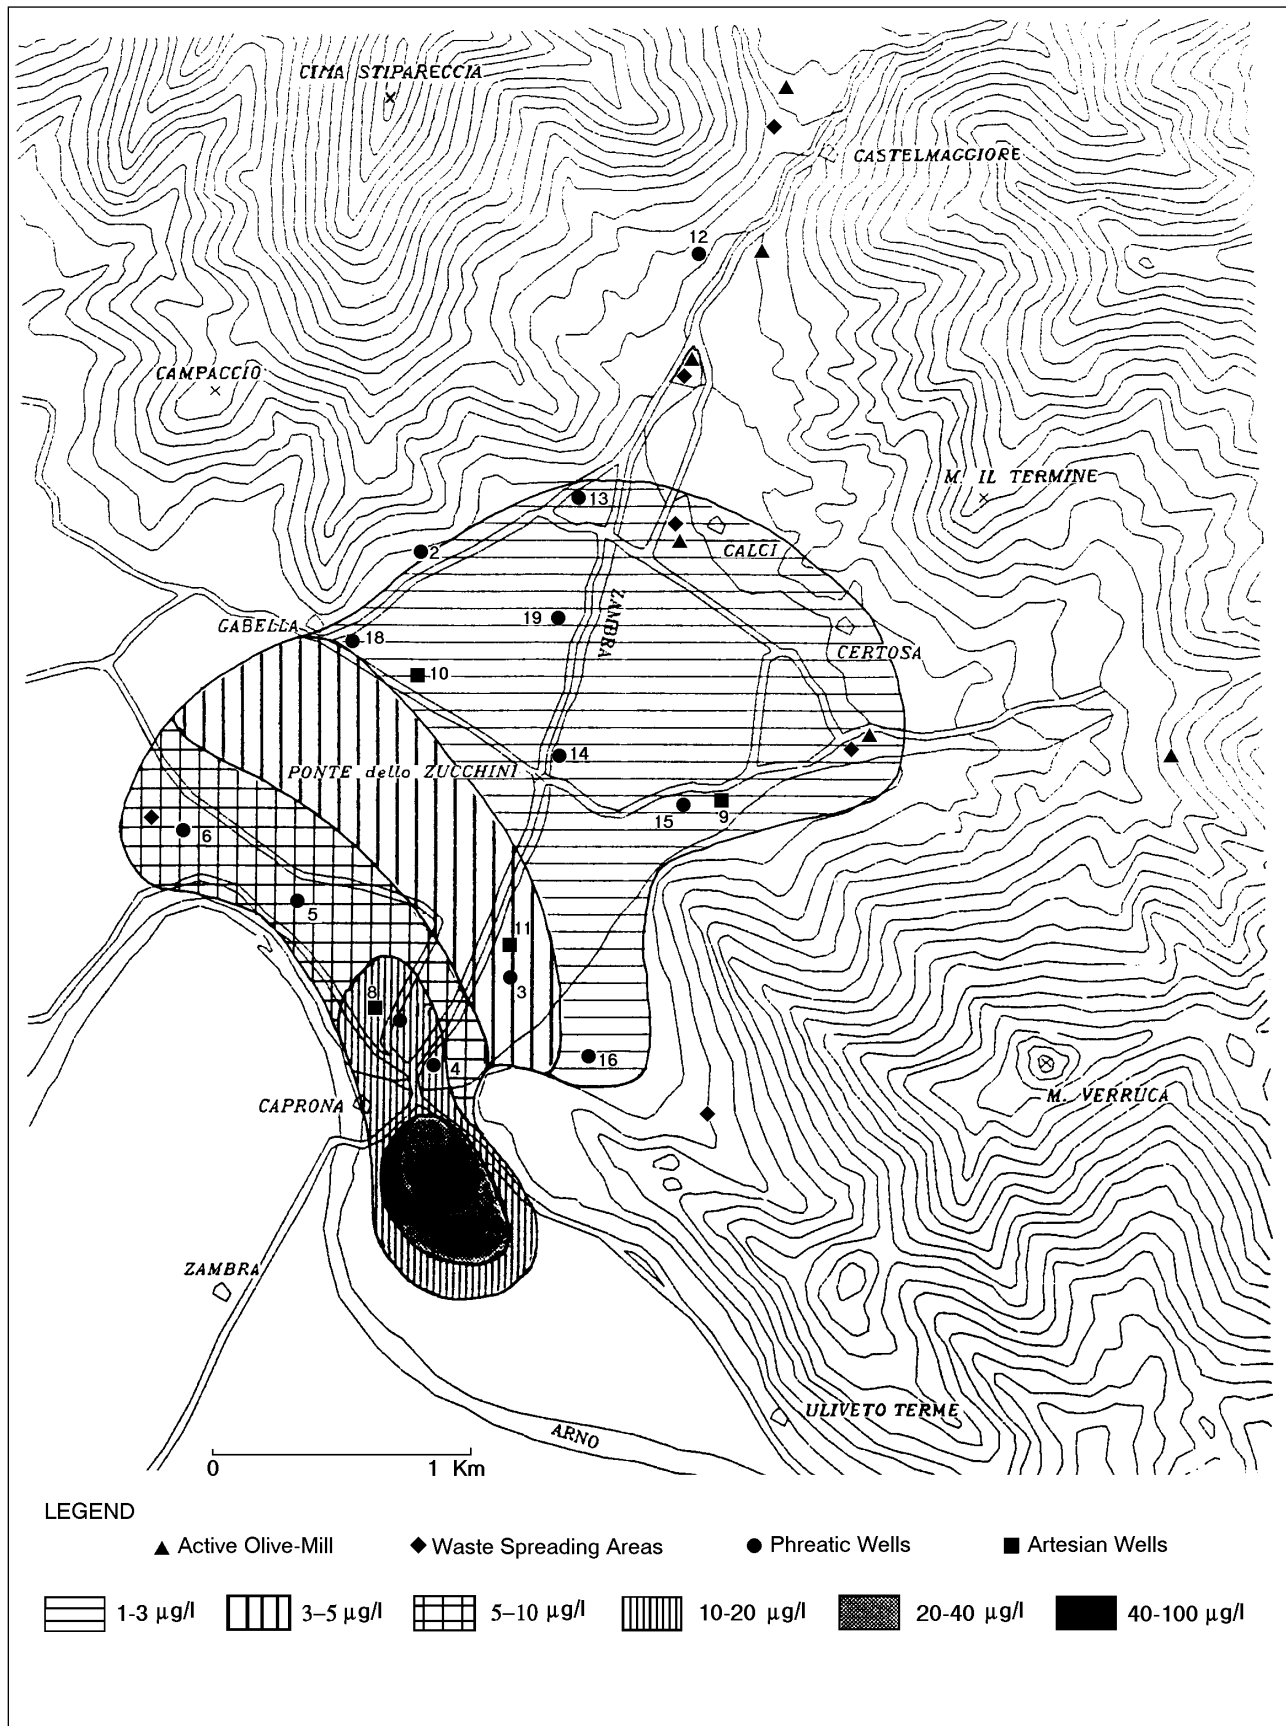 CIMA STIPARECCIA
CASTELMAGGIORE
12
CAMPACCIO
M. IL TERMINE
13
2
CALCI
ZAMBRA
19
GABELLA
18
CERTOSA
10
14
PONTE dello ZUCCHINI
15
9
6
5
11
3
8
7
4
16
CAPRONA
M. VERRUCA
ZAMBRA
ULIVETO TERME
ARNO
0 1 Km
LEGEND
Active Olive-Mill Waste Spreading Areas Phreatic Wells Artesian Wells
1-3 µg/l 3–5 µg/l 5–10 µg/l 10-20 µg/l 20-40 µg/l 40-100 µg/l